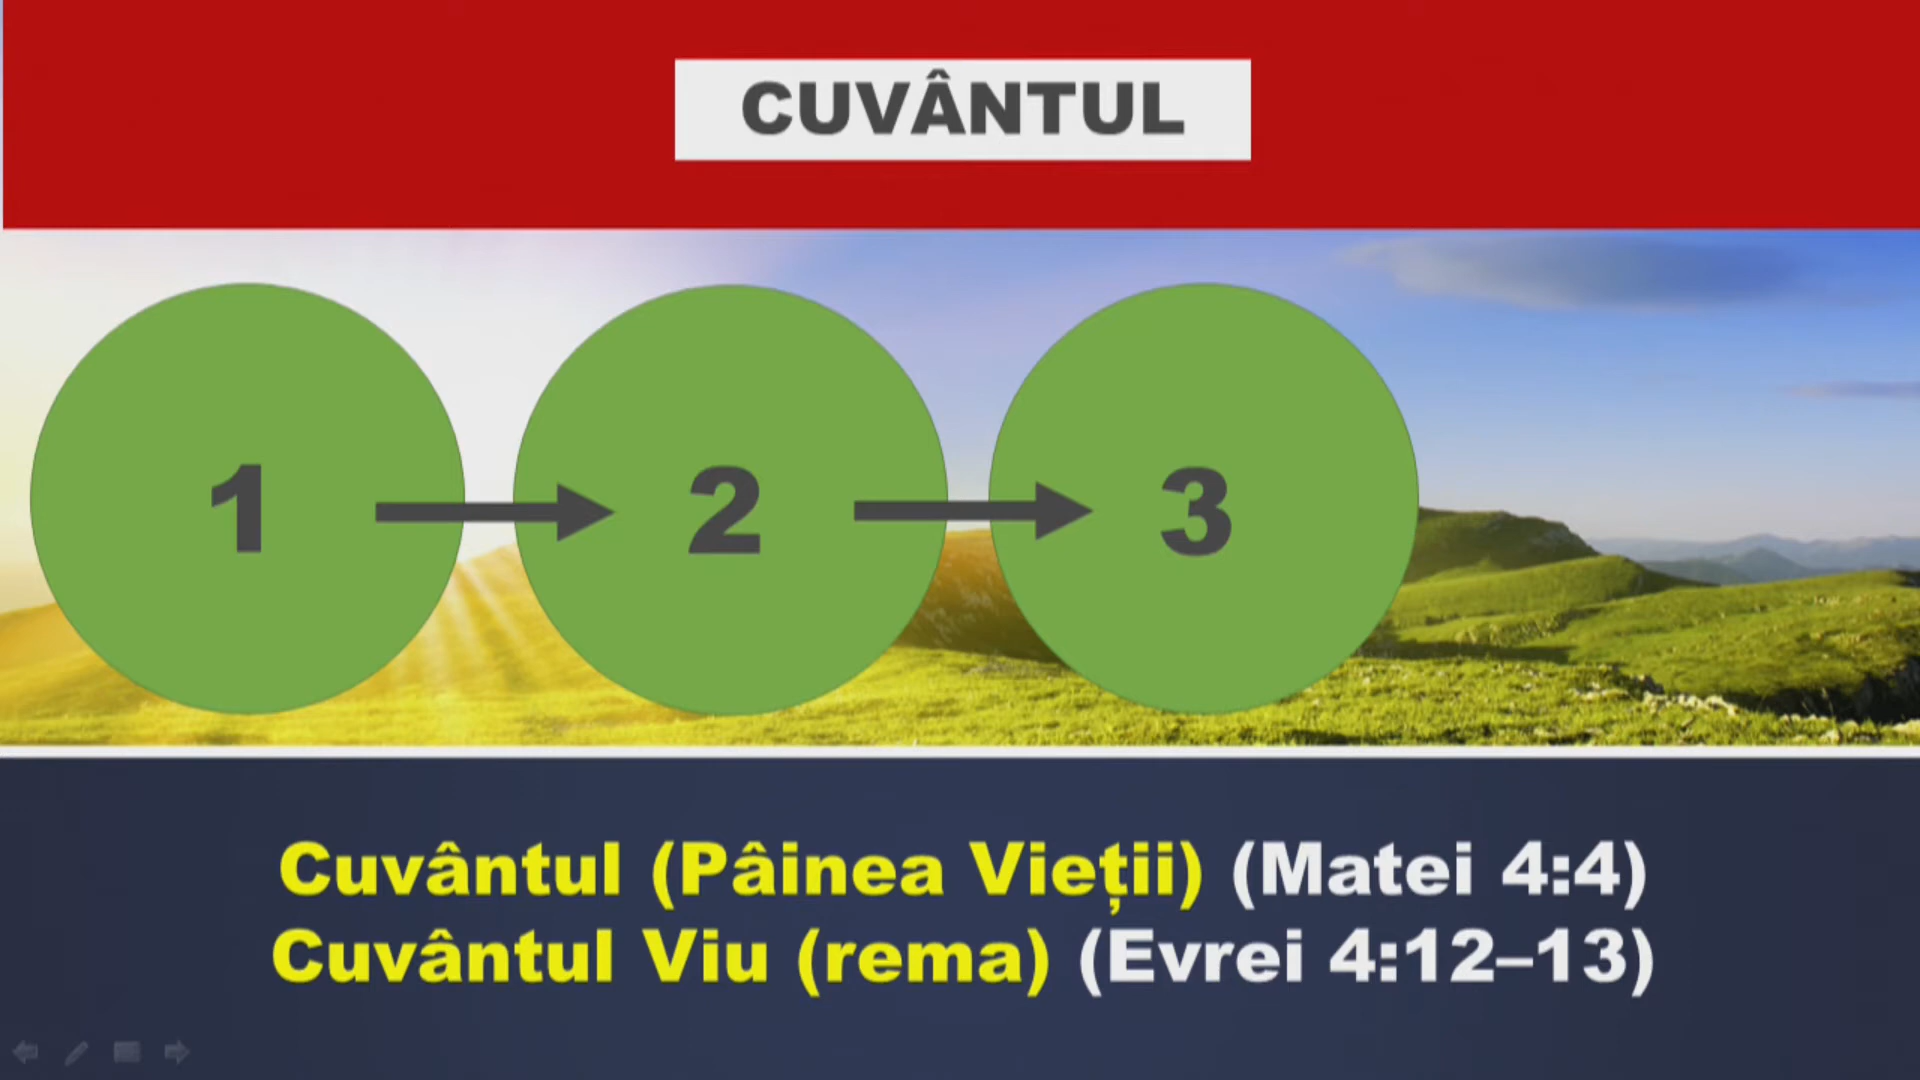 CUVÂNTUL
1
2
3
Cuvântul (Pâinea Vieții) (Matei 4:4)
Cuvântul Viu (rema) (Evrei 4:12–13)